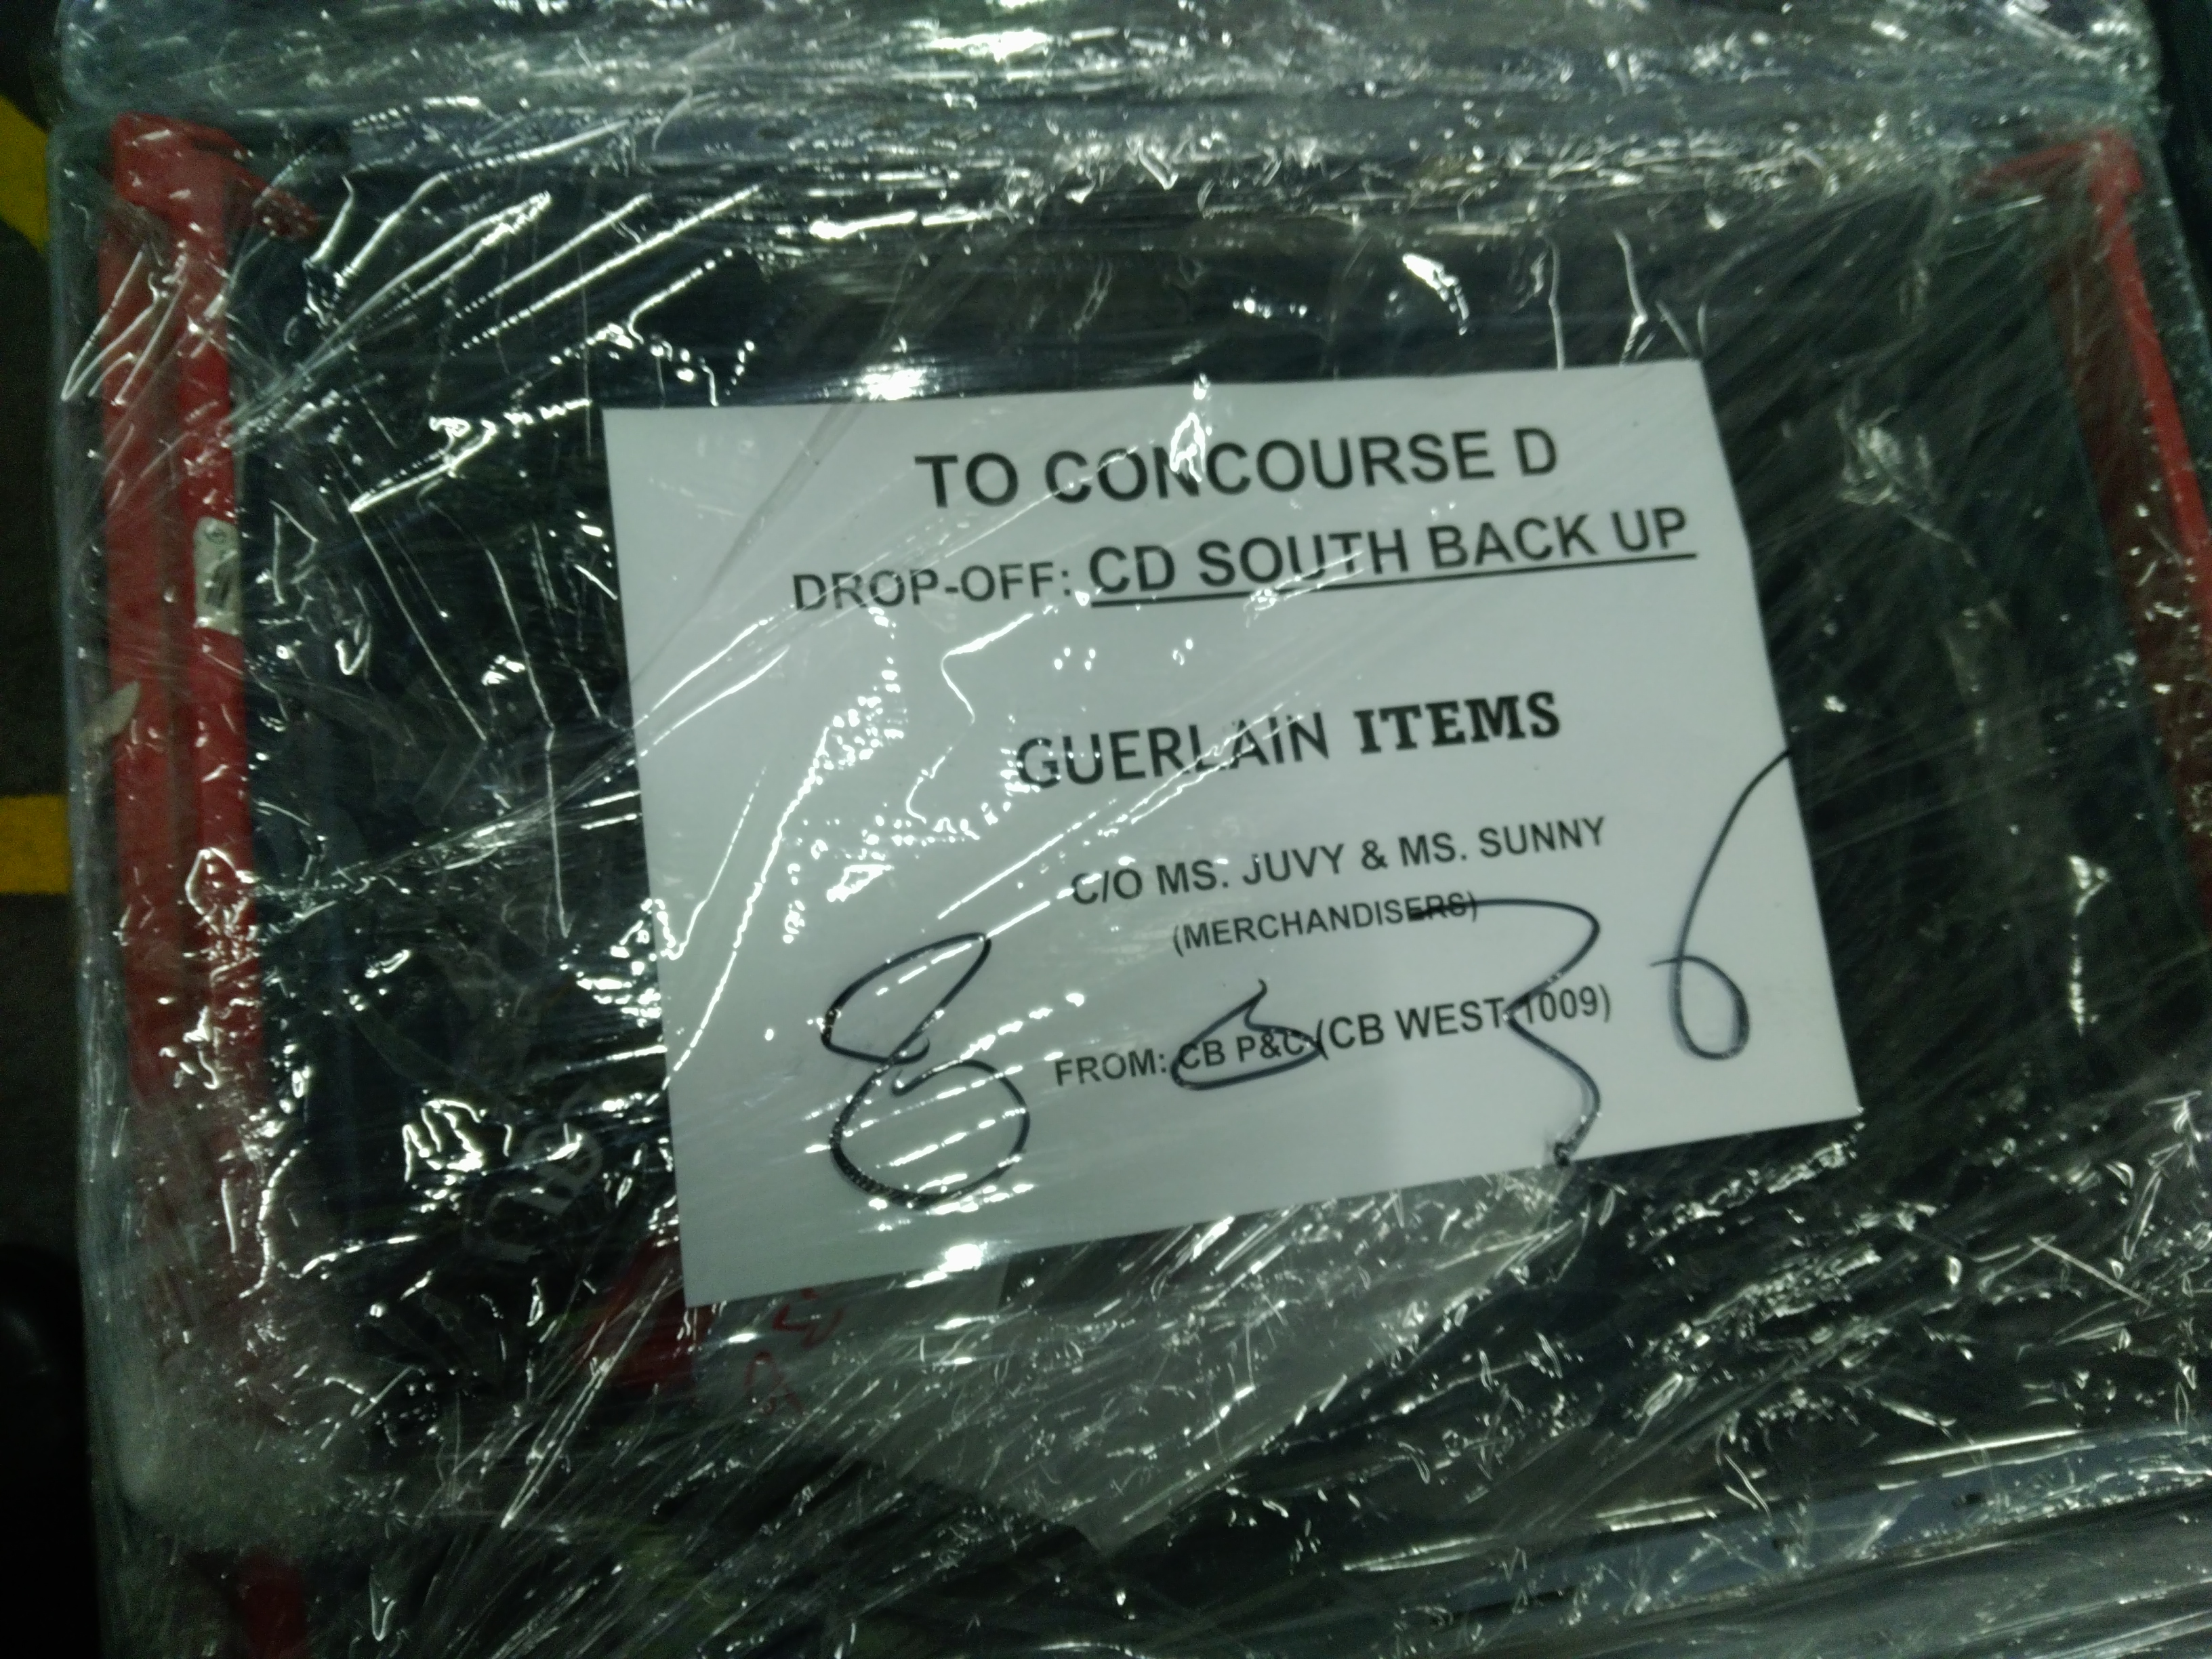 TO CONCOURSE D
DROP-OFF: CD SOUTH BACK UP
GUERLAIN ITEMS
C/O MS. JUVY & MS. SUNNY
(MERCHANDISERS)
FROM: CB P&C (CB WEST 1009)
8036